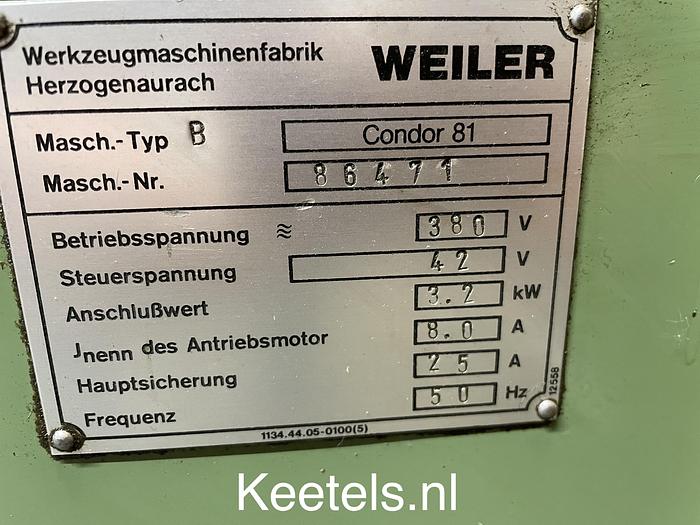 Werkzeugmaschinenfabrik
Herzogenaurach
WEILER
Masch.-Typ B Condor 81
Masch.-Nr. 86471
Betriebsspannung ≈ 380 V
Steuerspannung 42 V
Anschlußwert 3.2 kW
Jnenn des Antriebsmotor 8.0 A
Hauptsicherung 25 A
Frequenz 50 Hz
12558
1134.44.05-0100(5)
Keetels.nl